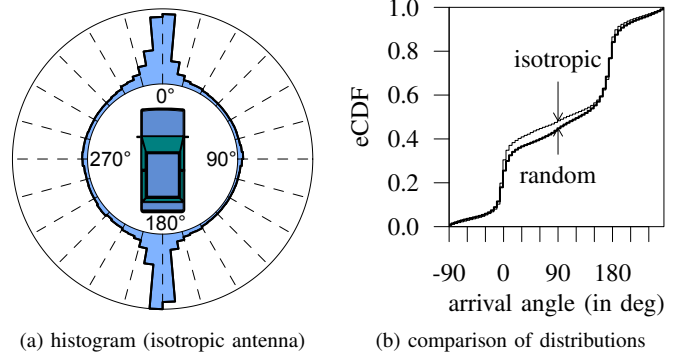 0°
270°
90°
180°
(a) histogram (isotropic antenna)
1.0
0.8
0.6
0.4
0.2
0.0
eCDF
isotropic
random
-90 0 90 180
arrival angle (in deg)
(b) comparison of distributions